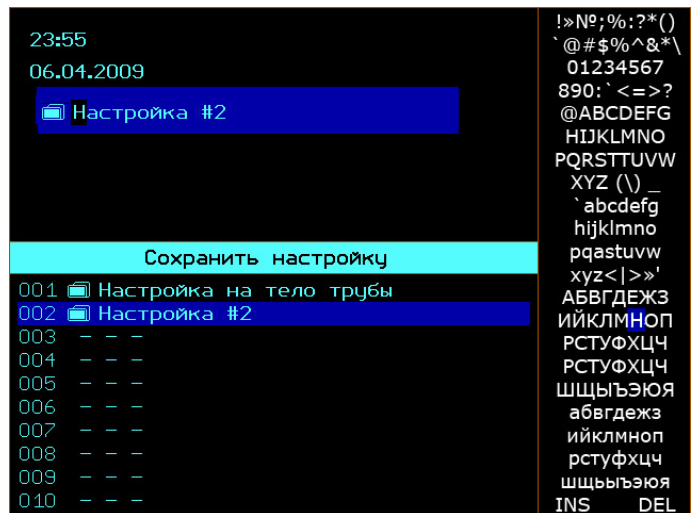 23:55
06.04.2009
Настройка #2
Сохранить настройку
001 Настройка на тело трубы
002 Настройка #2
003 - - -
004 - - -
005 - - -
006 - - -
007 - - -
008 - - -
009 - - -
010 - - -
!»№;%:?*()
`@#$%^&*\
01234567
890:`<=>?
@ABCDEFG
HIJKLMNO
PQRSTTUVW
XYZ (\) _
`abcdefg
hijklmno
pqastuvw
xyz<|>»'
АБВГДЕЖЗ
ИЙКЛМНОП
РСТУФХЦЧ
РСТУФХЦЧ
ШЩЫЪЭЮЯ
абвгдежз
ийклмноп
рстуфхцч
шщьыъэюя
INS DEL